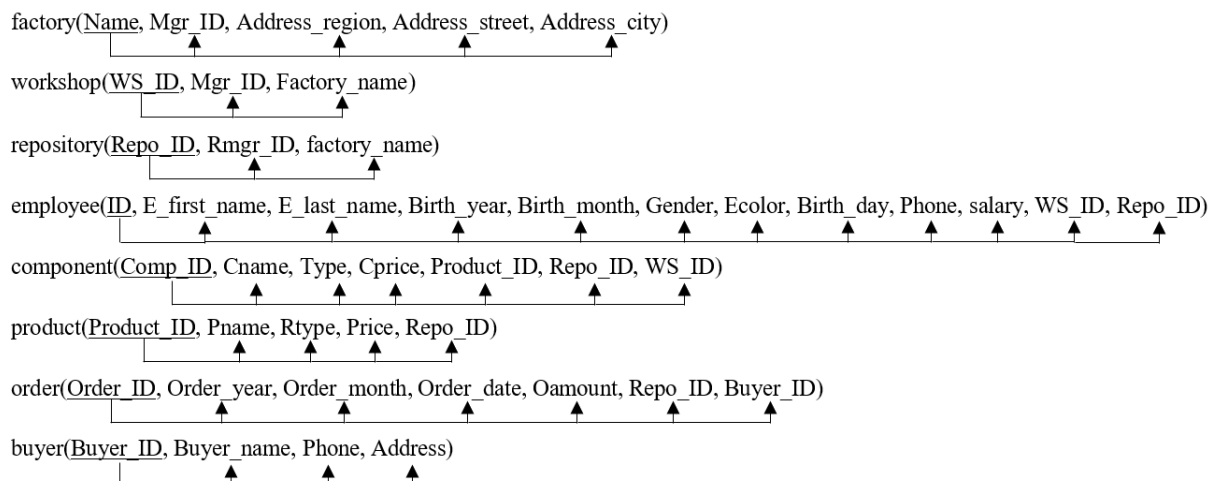 factory(Name, Mgr_ID, Address_region, Address_street, Address_city)
workshop(WS_ID, Mgr_ID, Factory_name)
repository(Repo_ID, Rmgr_ID, factory_name)
employee(ID, E_first_name, E_last_name, Birth_year, Birth_month, Gender, Ecolor, Birth_day, Phone, salary, WS_ID, Repo_ID)
component(Comp_ID, Cname, Type, Cprice, Product_ID, Repo_ID, WS_ID)
product(Product_ID, Pname, Rtype, Price, Repo_ID)
order(Order_ID, Order_year, Order_month, Order_date, Oamount, Repo_ID, Buyer_ID)
buyer(Buyer_ID, Buyer_name, Phone, Address)